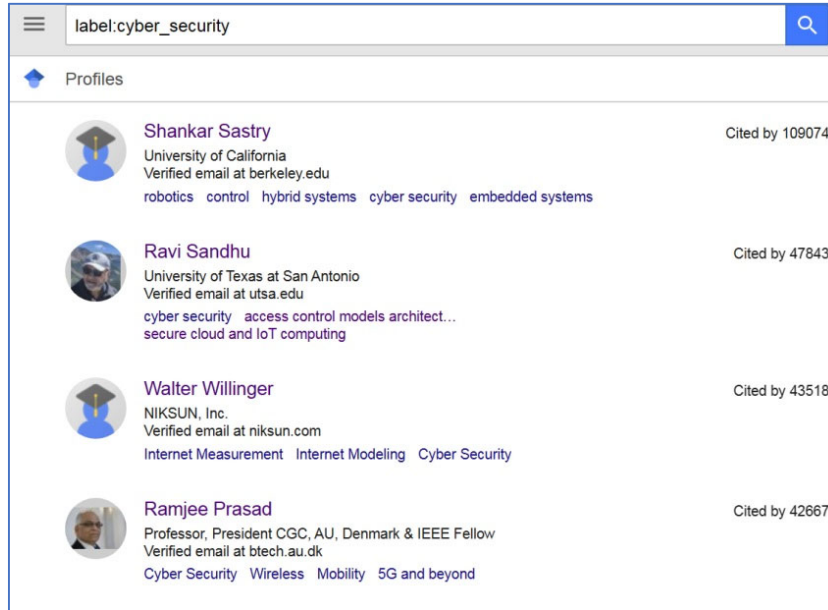 label:cyber_security
Profiles
Shankar Sastry
Cited by 109074
University of California
Verified email at berkeley.edu
robotics control hybrid systems cyber security embedded systems
Ravi Sandhu
Cited by 47843
University of Texas at San Antonio
Verified email at utsa.edu
cyber security access control models architect...
secure cloud and IoT computing
Walter Willinger
Cited by 43518
NIKSUN, Inc.
Verified email at niksun.com
Internet Measurement Internet Modeling Cyber Security
Ramjee Prasad
Cited by 42667
Professor, President CGC, AU, Denmark & IEEE Fellow
Verified email at btech.au.dk
Cyber Security Wireless Mobility 5G and beyond